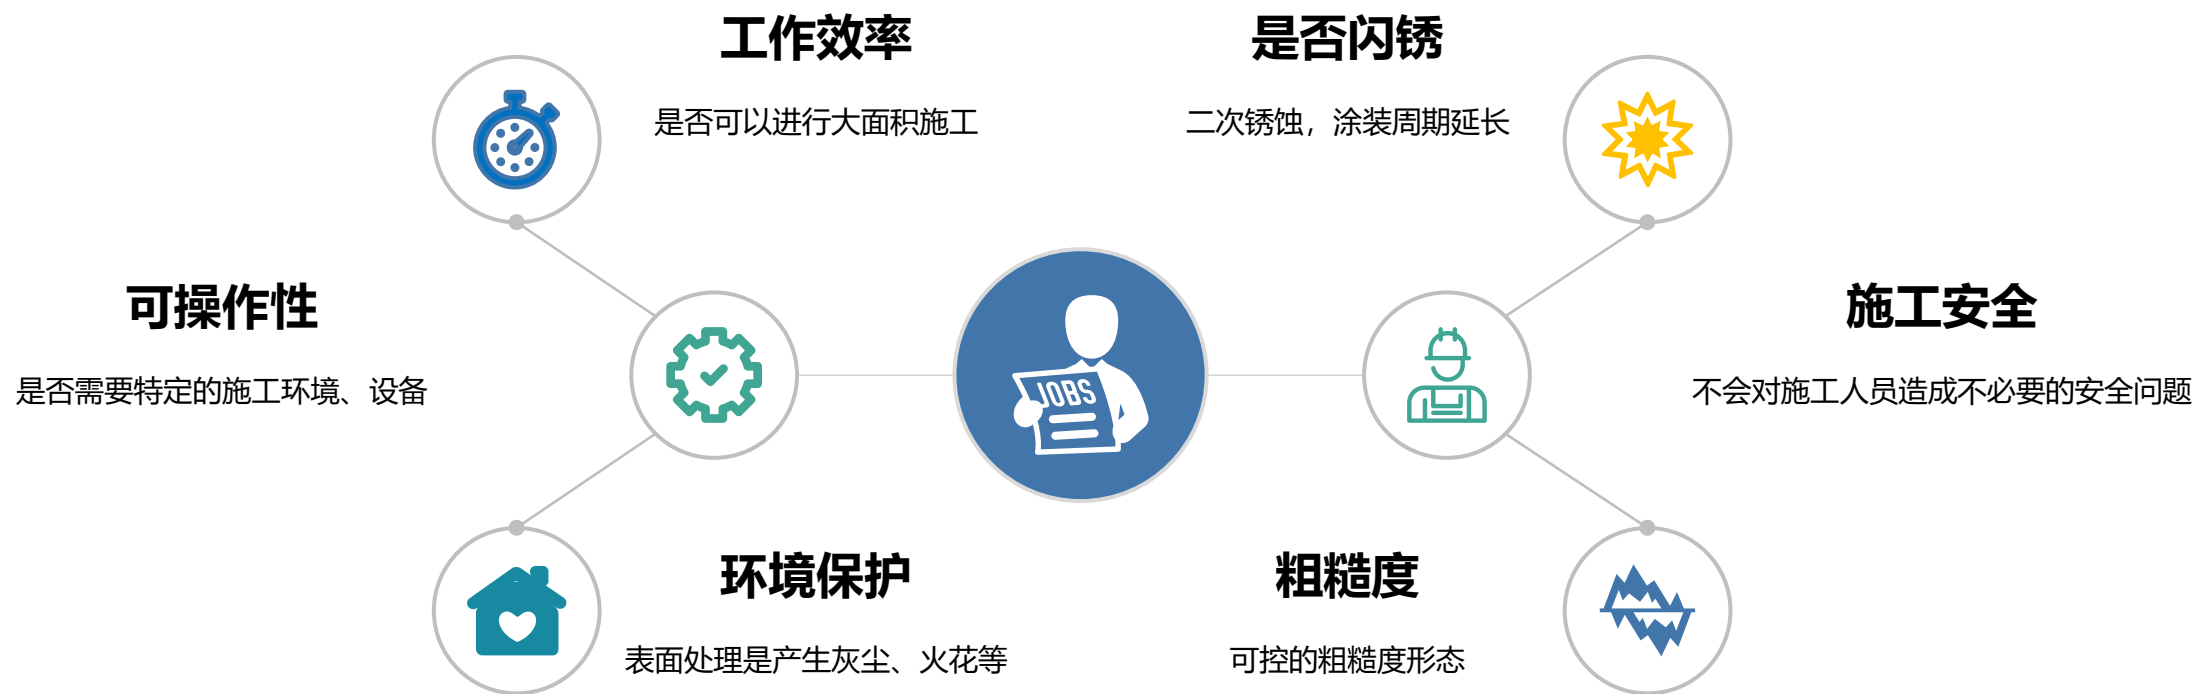 工作效率
是否可以进行大面积施工
是否闪锈
二次锈蚀，涂装周期延长
可操作性
是否需要特定的施工环境、设备
JOBS
施工安全
不会对施工人员造成不必要的安全问题
环境保护
表面处理是产生灰尘、火花等
粗糙度
可控的粗糙度形态